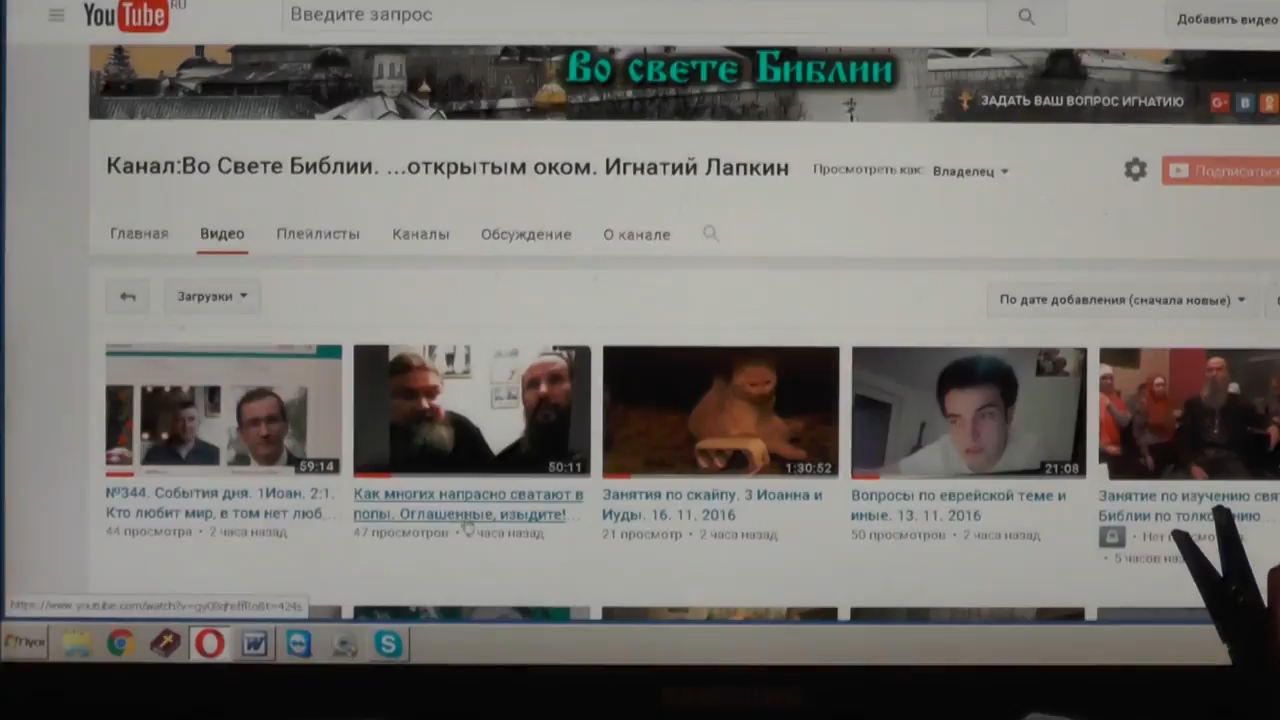 YouTube RU
Введите запрос
Добавить видео
Во свете Библии
ЗАДАТЬ ВАШ ВОПРОС ИГНАТИЮ
Канал:Во Свете Библии. ...открытым оком. Игнатий Лапкин
Просмотреть как: Владелец
Подписаться
Главная Видео Плейлисты Каналы Обсуждение О канале
Загрузки
По дате добавления (сначала новые)
59:14
50:11
1:30:52
21:08
№344. События дня. 1Иоан. 2:1.
Кто любит мир, в том нет люб...
44 просмотра • 2 часа назад
Как многих напрасно сватают в
попы. Оглашенные, изыдите!...
47 просмотров • часа назад
Занятия по скайпу. 3 Иоанна и
Иуды. 16. 11. 2016
21 просмотр • 2 часа назад
Вопросы по еврейской теме и
иные. 13. 11. 2016
50 просмотров • 2 часа назад
Занятие по изучению свя
Библии по
• 5 часов
Пуск